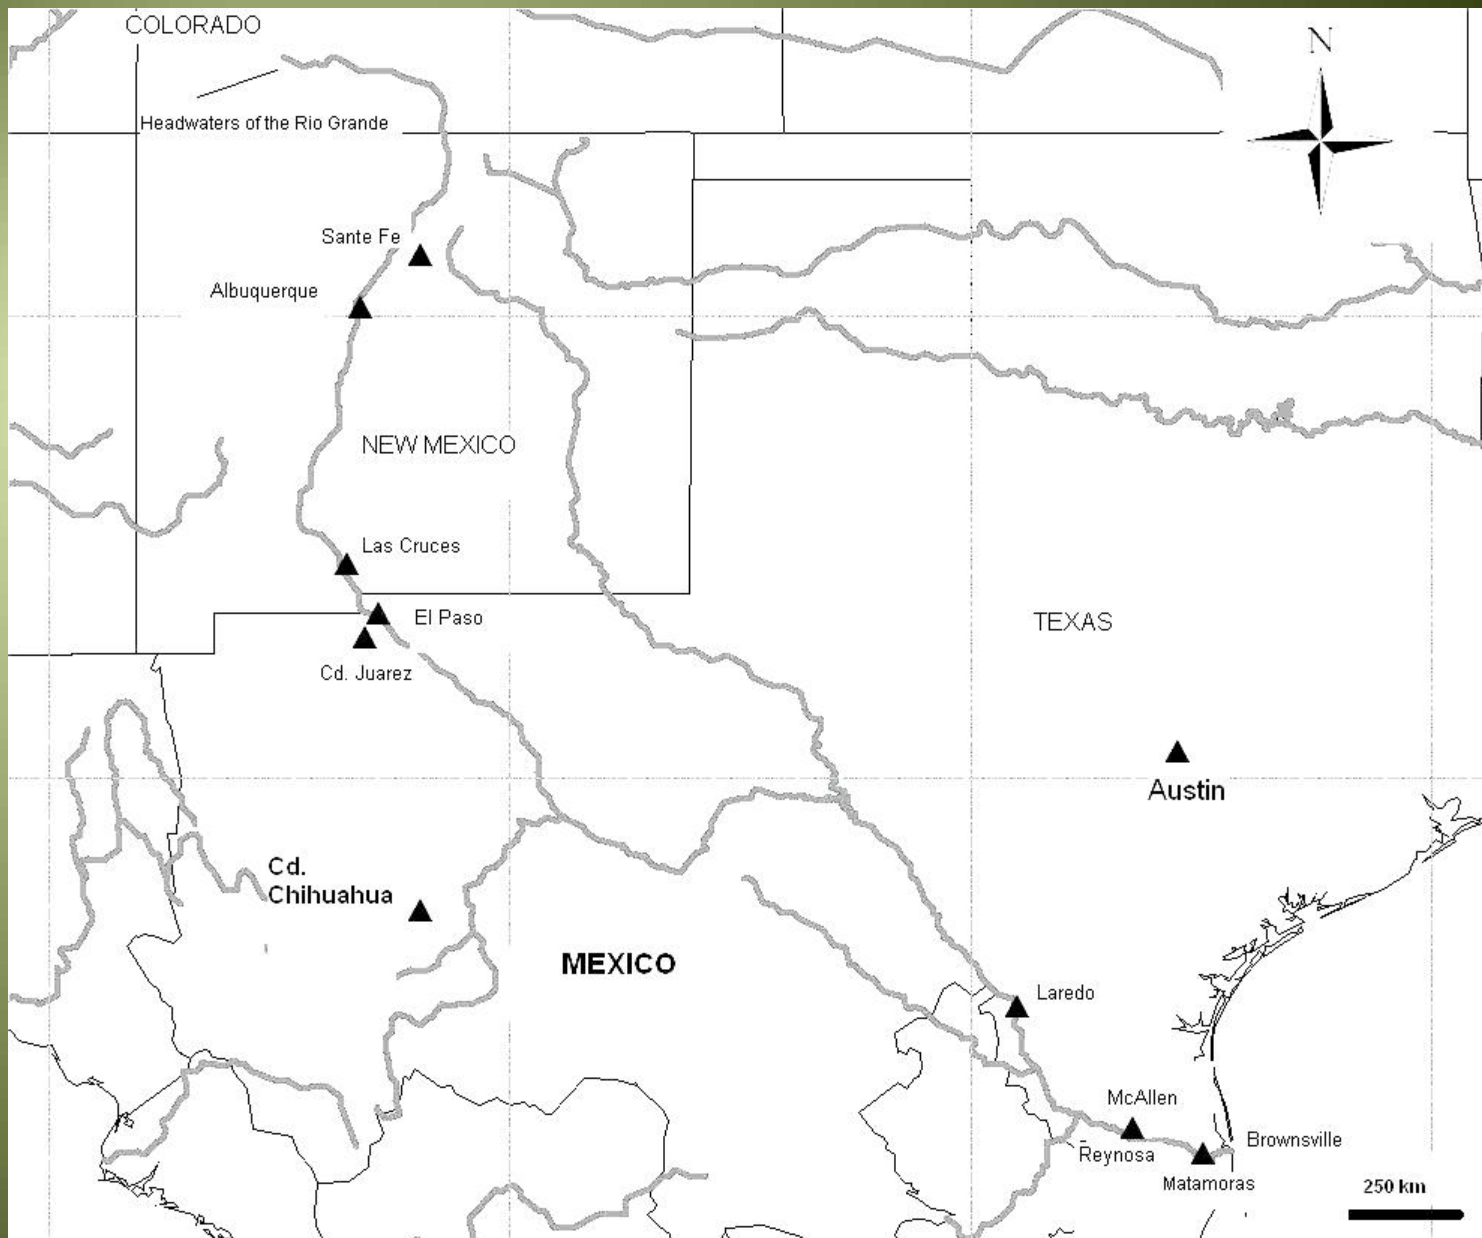 COLORADO
N
Headwaters of the Rio Grande
Sante Fe
Albuquerque
NEW MEXICO
Las Cruces
El Paso
TEXAS
Cd. Juarez
Austin
Cd.
Chihuahua
MEXICO
Laredo
McAllen
Brownsville
Reynosa
Matamoras
250 km